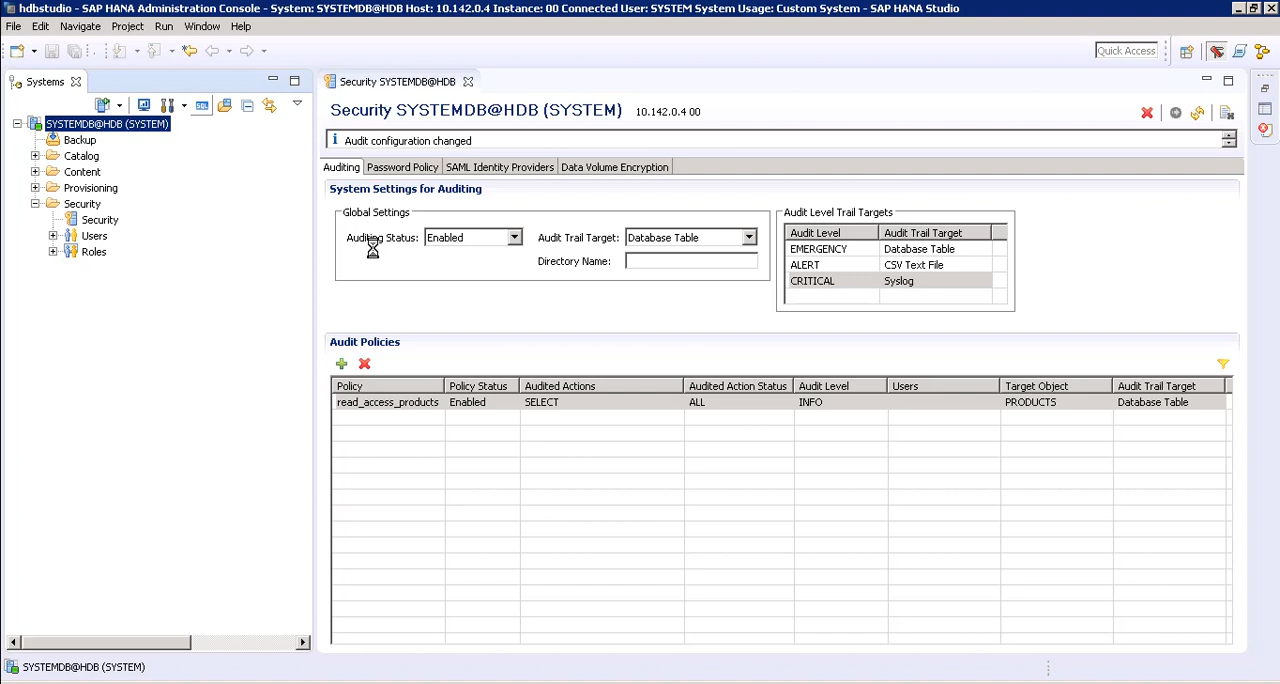 hdbstudio - SAP HANA Administration Console - System: SYSTEMDB@HDB Host: 10.142.0.4 Instance: 00 Connected User: SYSTEM System Usage: Custom System - SAP HANA Studio
File Edit Navigate Project Run Window Help
Quick Access
Systems
SYSTEMDB@HDB (SYSTEM)
Backup
Catalog
Content
Provisioning
Security
Security
Users
Roles
Security SYSTEMDB@HDB
Security SYSTEMDB@HDB (SYSTEM) 10.142.0.4 00
Audit configuration changed
Auditing Password Policy SAML Identity Providers Data Volume Encryption
System Settings for Auditing
Global Settings
Auditing Status: Enabled Audit Trail Target: Database Table
Directory Name:
Audit Level Trail Targets
Audit Level Audit Trail Target
EMERGENCY Database Table
ALERT CSV Text File
CRITICAL Syslog
Audit Policies
Policy Policy Status Audited Actions Audited Action Status Audit Level Users Target Object Audit Trail Target
read_access_products Enabled SELECT ALL INFO PRODUCTS Database Table
SYSTEMDB@HDB (SYSTEM)